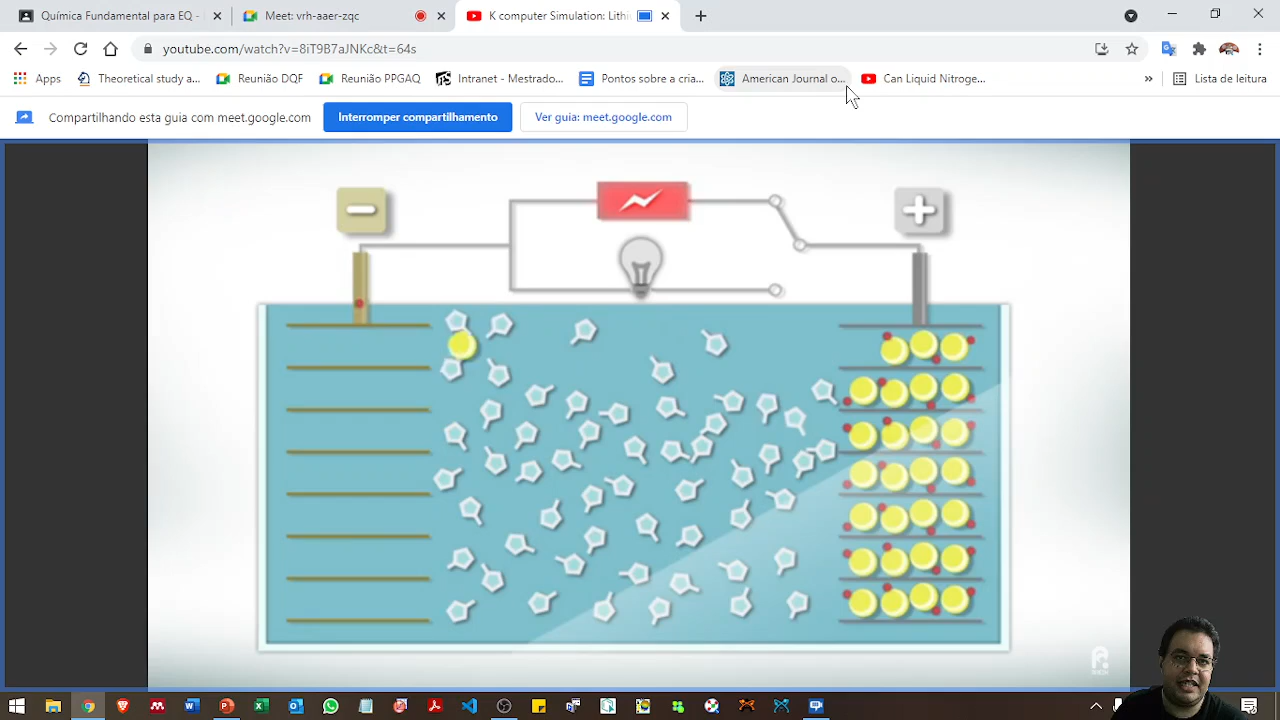 Química Fundamental para EQ -
Meet: vrh-aer-zqc
K computer Simulation: Lithi
youtube.com/watch?v=8iT9B7aJNKc&t=64s
Apps
Theoretical study a...
Reunião DQF
Reunião PPGAQ
Intranet - Mestrado...
Pontos sobre a cria...
American Journal o...
Can Liquid Nitroge...
»
Lista de leitura
Compartilhando esta guia com meet.google.com
Interromper compartilhamento
Ver guia: meet.google.com
−
+